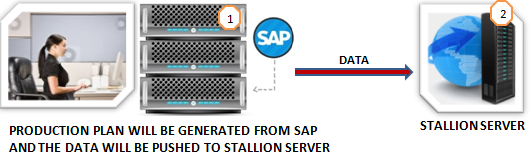 1
2
SAP
DATA
STALLION SERVER
PRODUCTION PLAN WILL BE GENERATED FROM SAP
AND THE DATA WILL BE PUSHED TO STALLION SERVER